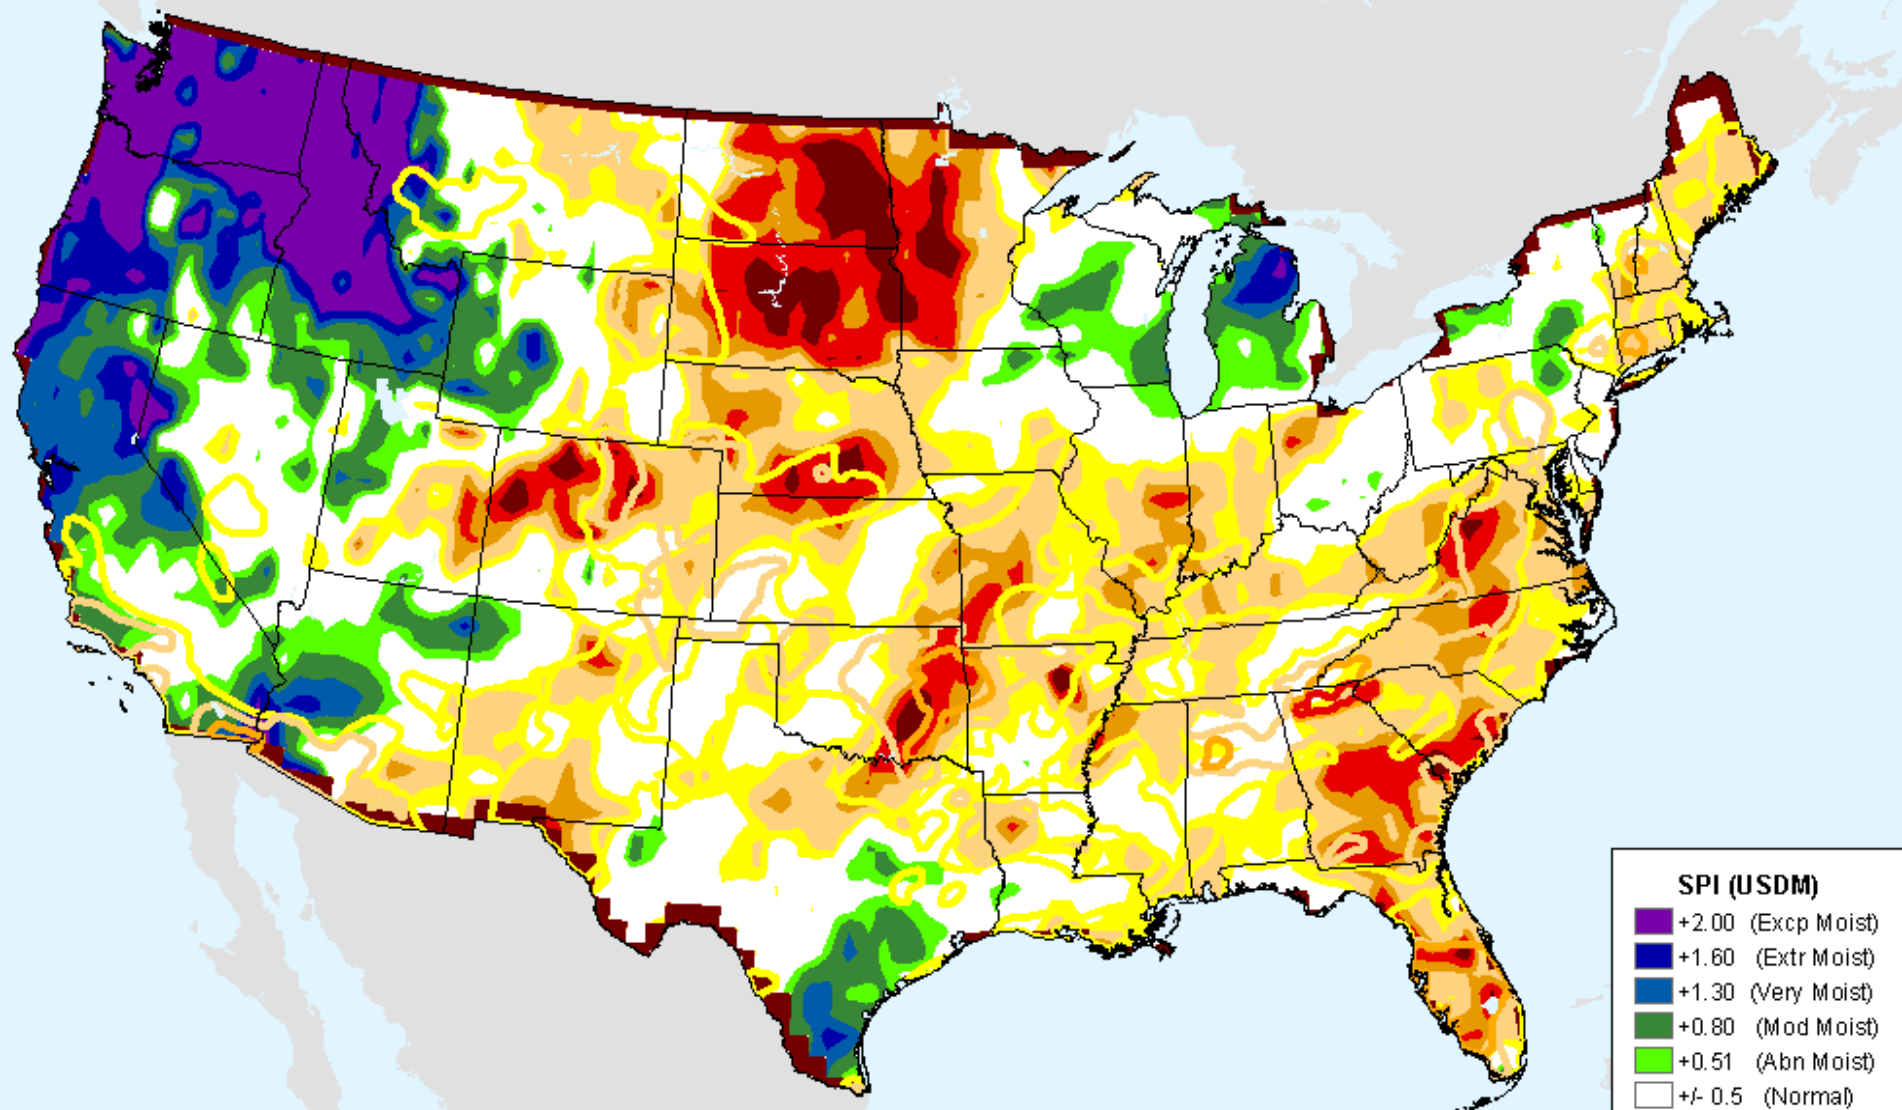 SPI (USDM)
+2.00 (Excp Moist)
+1.60 (Extr Moist)
+1.30 (Very Moist)
+0.80 (Mod Moist)
+0.51 (Abn Moist)
+/- 0.5 (Normal)